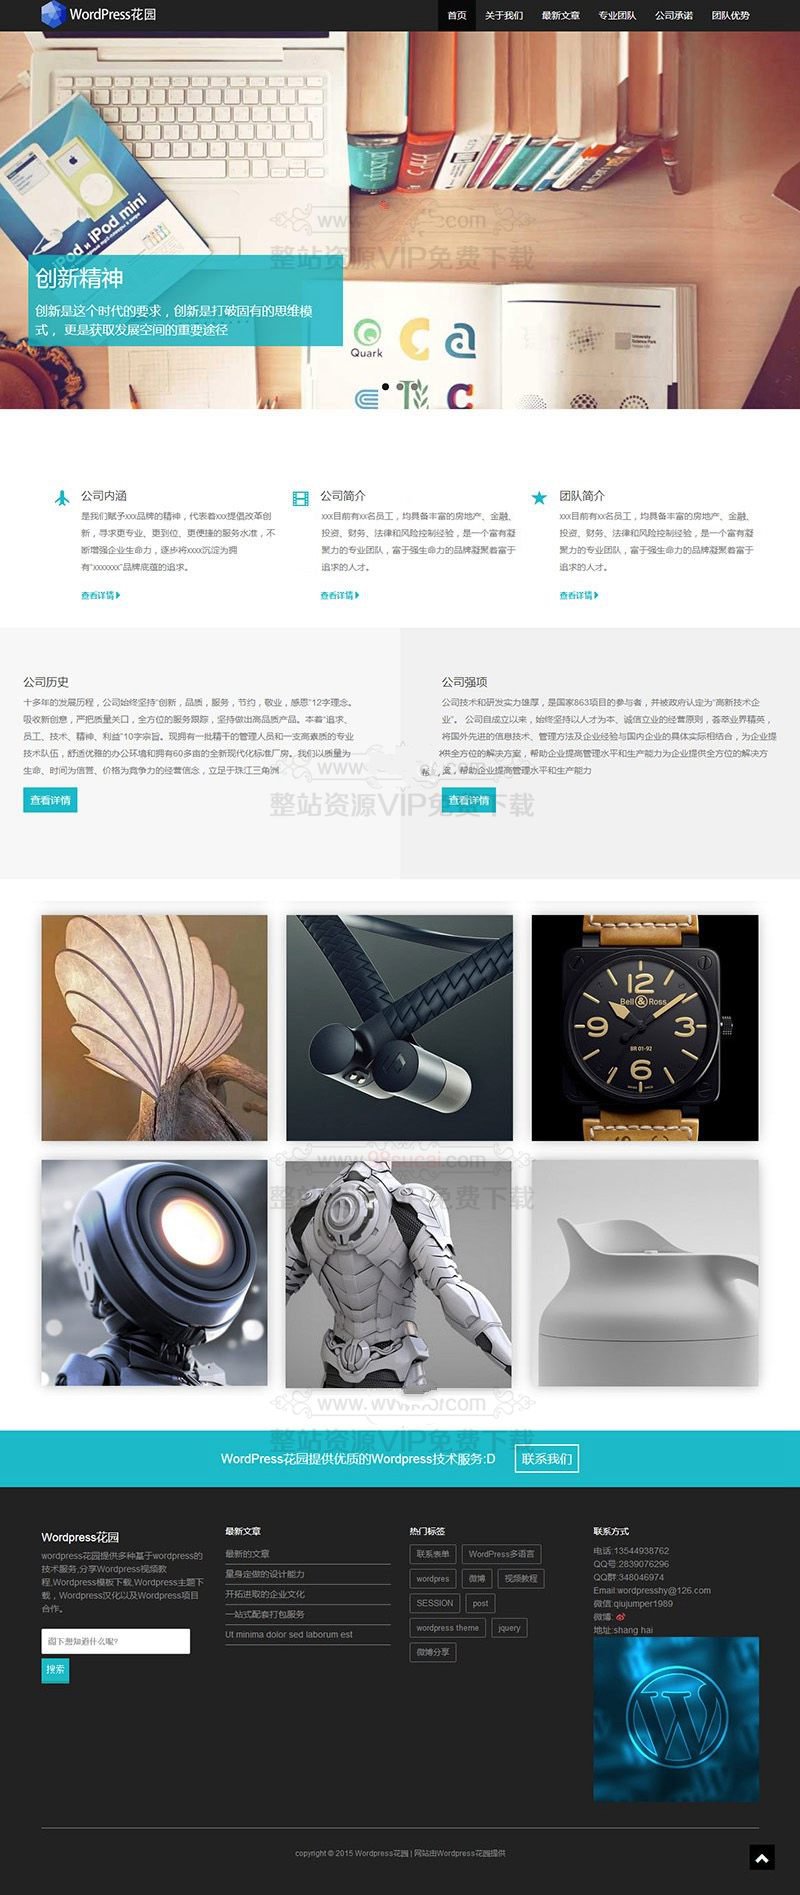 WordPress花园
首页 关于我们 最新文章 专业团队 公司承诺 团队优势
iPod и iPod mini
创新精神
创新是这个时代的要求，创新是打破固有的思维模
式， 更是获取发展空间的重要途径
Quark
整站资源VIP免费下载
公司内涵
是我们赋予xxx品牌的精神，代表着xxx提倡改革创
新，寻求更专业、更到位、更便捷的服务水准，不
断增强企业生命力，逐步将xxxx沉淀为拥
有“xxxxxxx”品牌底蕴的追求。
查看详情
公司简介
xxx目前有xx名员工，均具备丰富的房地产、金融、
投资、财务、法律和风险控制经验，是一个富有凝
聚力的专业团队，富于强生命力的品牌凝聚着富于
追求的人才。
查看详情
团队简介
xxx目前有xx名员工，均具备丰富的房地产、金融、
投资、财务、法律和风险控制经验，是一个富有凝
聚力的专业团队，富于强生命力的品牌凝聚着富于
追求的人才。
查看详情
公司历史
十多年的发展历程，公司始终坚持“创新，品质，服务，节约，敬业，感恩”12字理念。
吸收新创意，严把质量关口，全方位的服务跟踪，坚持做出高品质产品。本着“追求、
员工、技术、精神、利益”10字宗旨。现拥有一批精干的管理人员和一支高素质的专业
技术队伍，舒适优雅的办公环境和拥有60多亩的全新现代化标准厂房。我们以质量为
生命、时间为信誉、价格为竞争力的经营信念，立足于珠江三角洲
查看详情
公司强项
公司技术和研发实力雄厚，是国家863项目的参与者，并被政府认定为“高新技术企
业”。 公司自成立以来，始终坚持以人才为本、诚信立业的经营原则，荟萃业界精英，
将国外先进的信息技术、管理方法及企业经验与国内企业的具体实际相结合，为企业提
供全方位的解决方案，帮助企业提高管理水平和生产能力为企业提供全方位的解决方
案，帮助企业提高管理水平和生产能力
查看详情
整站资源VIP免费下载
12
Bell & Ross
9 3
BR 01-92
6
www.98sucai.com
整站资源VIP免费下载
整站资源VIP免费下载
WordPress花园提供优质的Wordpress技术服务:D
联系我们
Wordpress花园
wordpress花园提供多种基于wordpress的
技术服务,分享Wordpress视频教
程,Wordpress模板下载,Wordpress主题下
载，Wordpress汉化以及Wordpress项目
合作。
阁下想知道什么呢?
搜索
最新文章
最新的文章
量身定做的设计能力
开拓进取的企业文化
一站式配套打包服务
Ut minima dolor sed laborum est
热门标签
联系表单 WordPress多语言
wordpres 微博 视频教程
SESSION post
wordpress theme jquery
微博分享
联系方式
电话:13544938762
QQ号:2839076296
QQ群:348046974
Email:wordpresshy@126.com
微信:qiujumper1989
微博:
地址:shang hai
copyright © 2015 Wordpress花园 | 网站由Wordpress花园提供